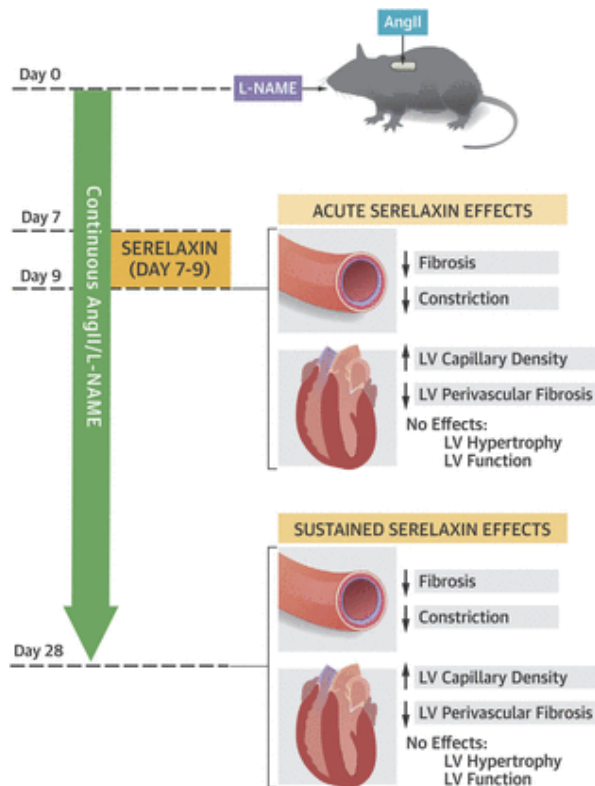 AngII
Day 0
L-NAME
Continuous AngII/L-NAME
Day 7
SERELAXIN
(DAY 7-9)
Day 9
ACUTE SERELAXIN EFFECTS
Fibrosis
Constriction
LV Capillary Density
LV Perivascular Fibrosis
No Effects:
LV Hypertrophy
LV Function
SUSTAINED SERELAXIN EFFECTS
Fibrosis
Constriction
Day 28
LV Capillary Density
LV Perivascular Fibrosis
No Effects:
LV Hypertrophy
LV Function